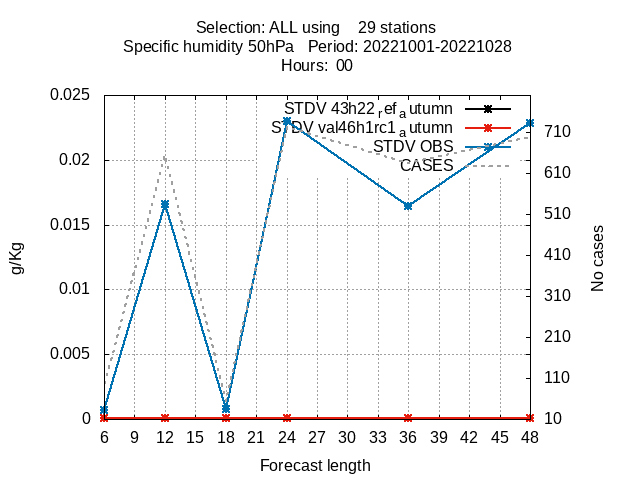 Selection: ALL using    29 stations
Specific humidity 50hPa   Period: 20221001-20221028
Hours:  00
STDV 43h22ref autumn
STDV val46h1rc1autumn
STDV OBS
CASES
0.025
0.02
0.015
0.01
0.005
0
g/Kg
710
610
510
410
310
210
110
10
No cases
6 9 12 15 18 21 24 27 30 33 36 39 42 45 48
Forecast length